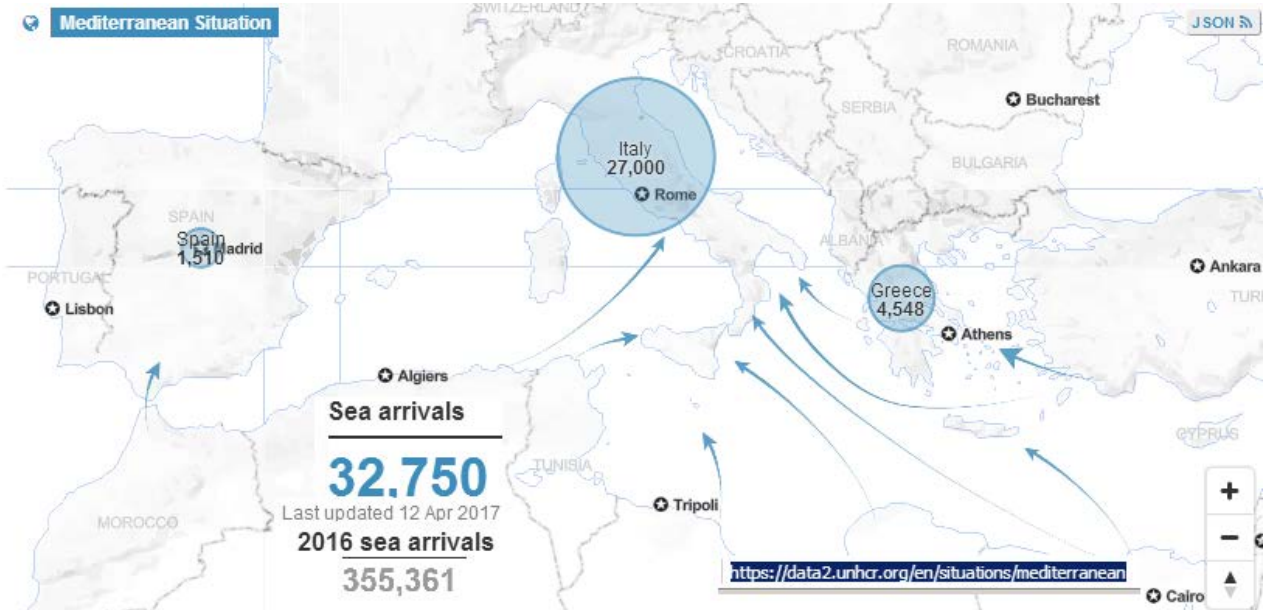 Mediterranean Situation
JSON
SWITZERLAND
CROATIA
ROMANIA
Bucharest
SERBIA
Italy
27,000
BULGARIA
Rome
SPAIN
Spain
1,510
Madrid
ALBANIA
PORTUGAL
Ankara
Greece
4,548
Lisbon
Athens
Algiers
Sea arrivals
32,750
Last updated 12 Apr 2017
2016 sea arrivals
355,361
TUNISIA
CYPRUS
MOROCCO
Tripoli
+
−
https://data2.unhcr.org/en/situations/mediterranean
Cairo